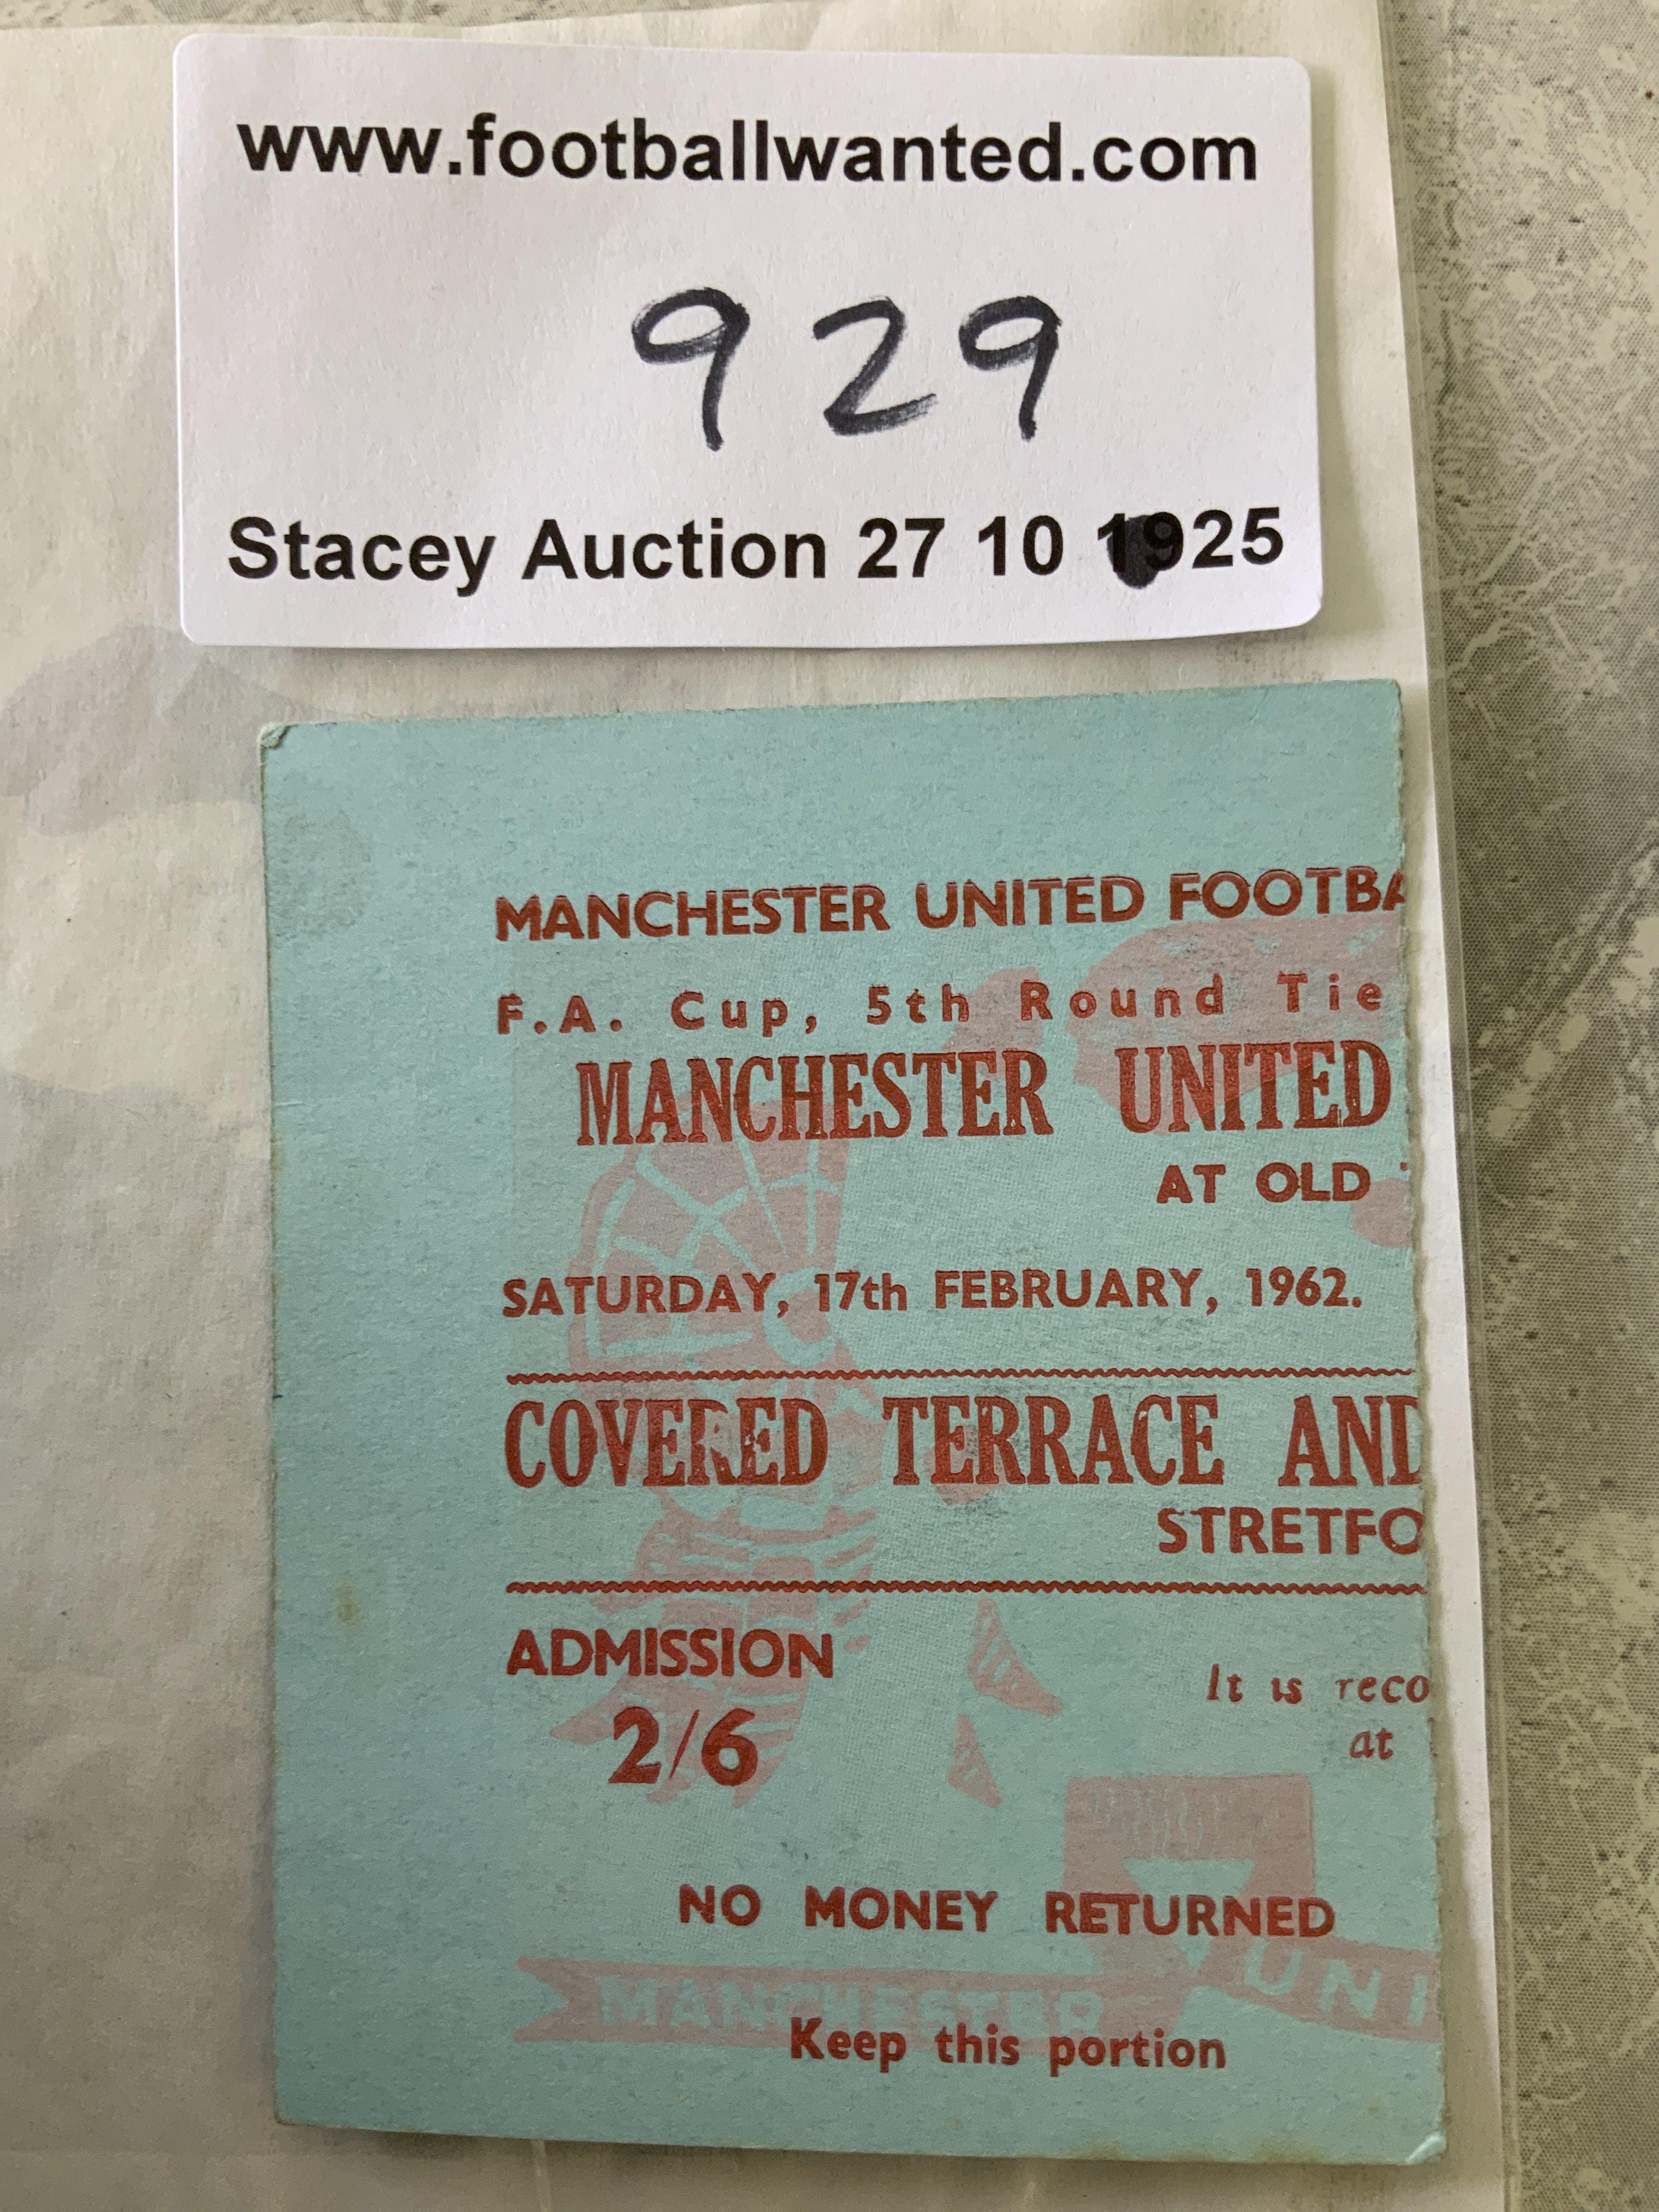 www.footballwanted.com
929
Stacey Auction 27 10 1925
MANCHESTER UNITED FOOTBA
F.A. Cup, 5th Round Tie
MANCHESTER UNITED
AT OLD
SATURDAY, 17th FEBRUARY, 1962.
COVERED TERRACE AND
STRETFO
ADMISSION
2/6
It is reco
at
NO MONEY RETURNED
MANCHESTER UNI
Keep this portion